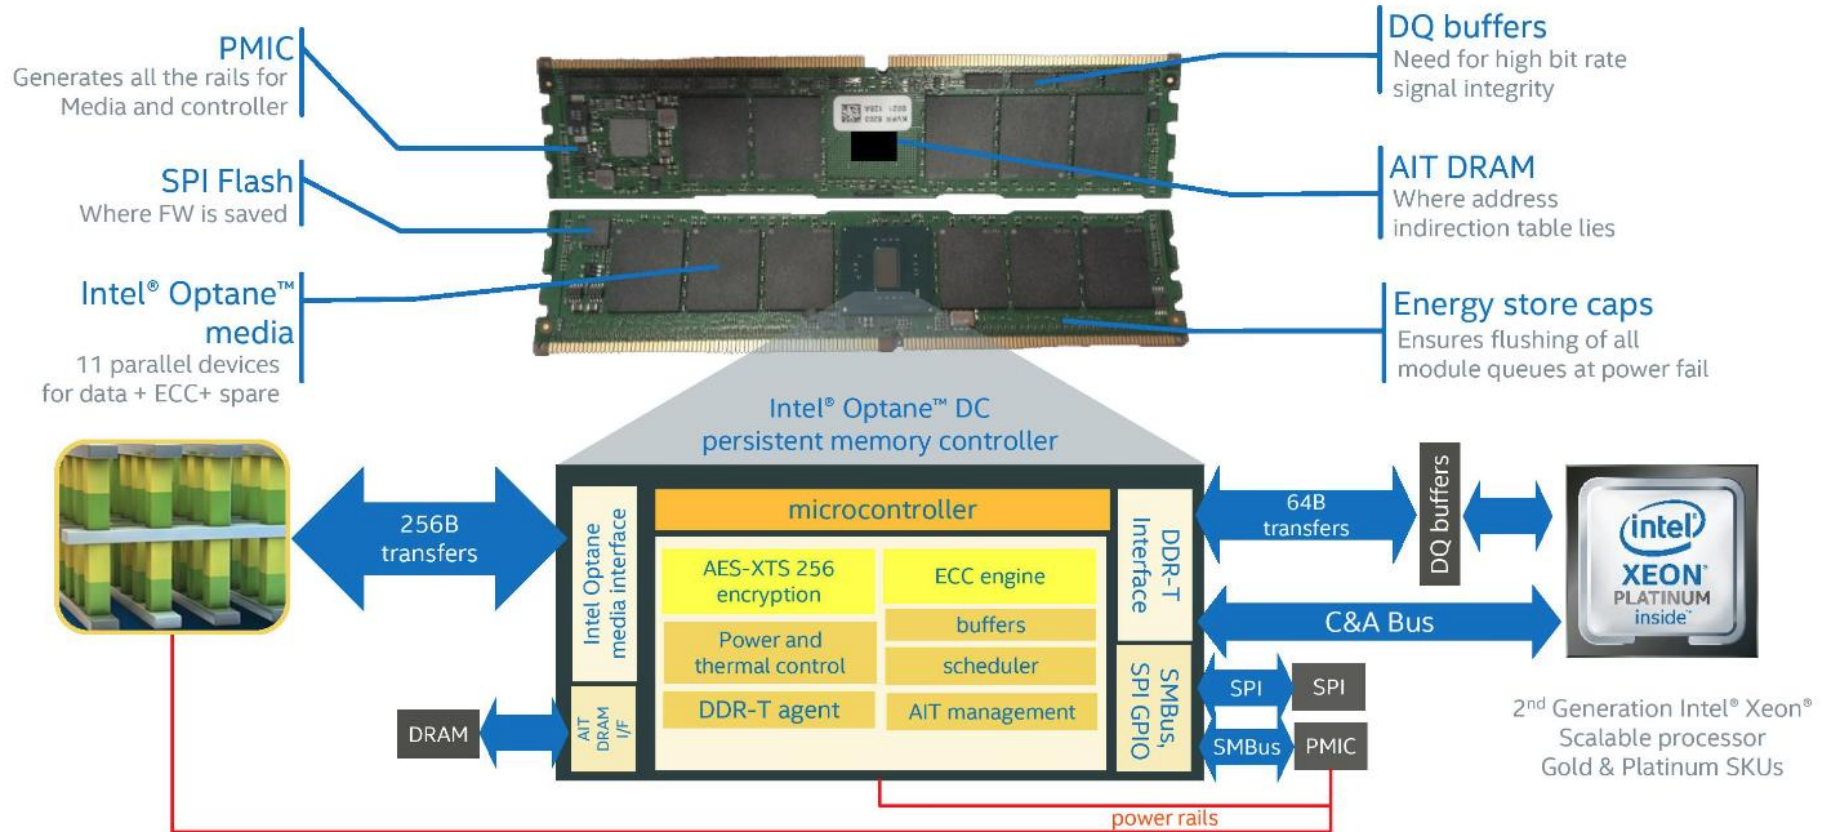 PMIC
Generates all the rails for
Media and controller
SPI Flash
Where FW is saved
Intel® Optane™
media
11 parallel devices
for data + ECC+ spare
DQ buffers
Need for high bit rate
signal integrity
AIT DRAM
Where address
indirection table lies
Energy store caps
Ensures flushing of all
module queues at power fail
Intel® Optane™ DC
persistent memory controller
256B
transfers
Intel Optane
media interface
AIT
DRAM
I/F
DRAM
microcontroller
AES-XTS 256
encryption
ECC engine
buffers
Power and
thermal control
scheduler
DDR-T agent
AIT management
DDR-T
Interface
SMBus,
SPI GPIO
64B
transfers
DQ buffers
C&A Bus
SPI
SPI
SMBus
PMIC
power rails
intel®
XEON®
PLATINUM
inside™
2nd Generation Intel® Xeon®
Scalable processor
Gold & Platinum SKUs